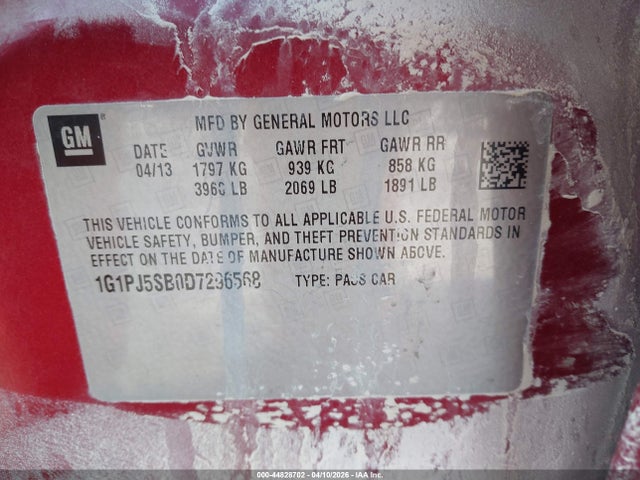 GM ®
MFD BY GENERAL MOTORS LLC
DATE GVWR GAWR FRT GAWR RR
04/13 1797 KG 939 KG 858 KG
3960 LB 2069 LB 1891 LB
THIS VEHICLE CONFORMS TO ALL APPLICABLE U.S. FEDERAL MOTOR
VEHICLE SAFETY, BUMPER, AND THEFT PREVENTION STANDARDS IN
EFFECT ON THE DATE OF MANUFACTURE SHOWN ABOVE.
1G1PJ5SB0D7296568 TYPE: PASS CAR
000-44828702 - 04/10/2026 - IAA Inc.